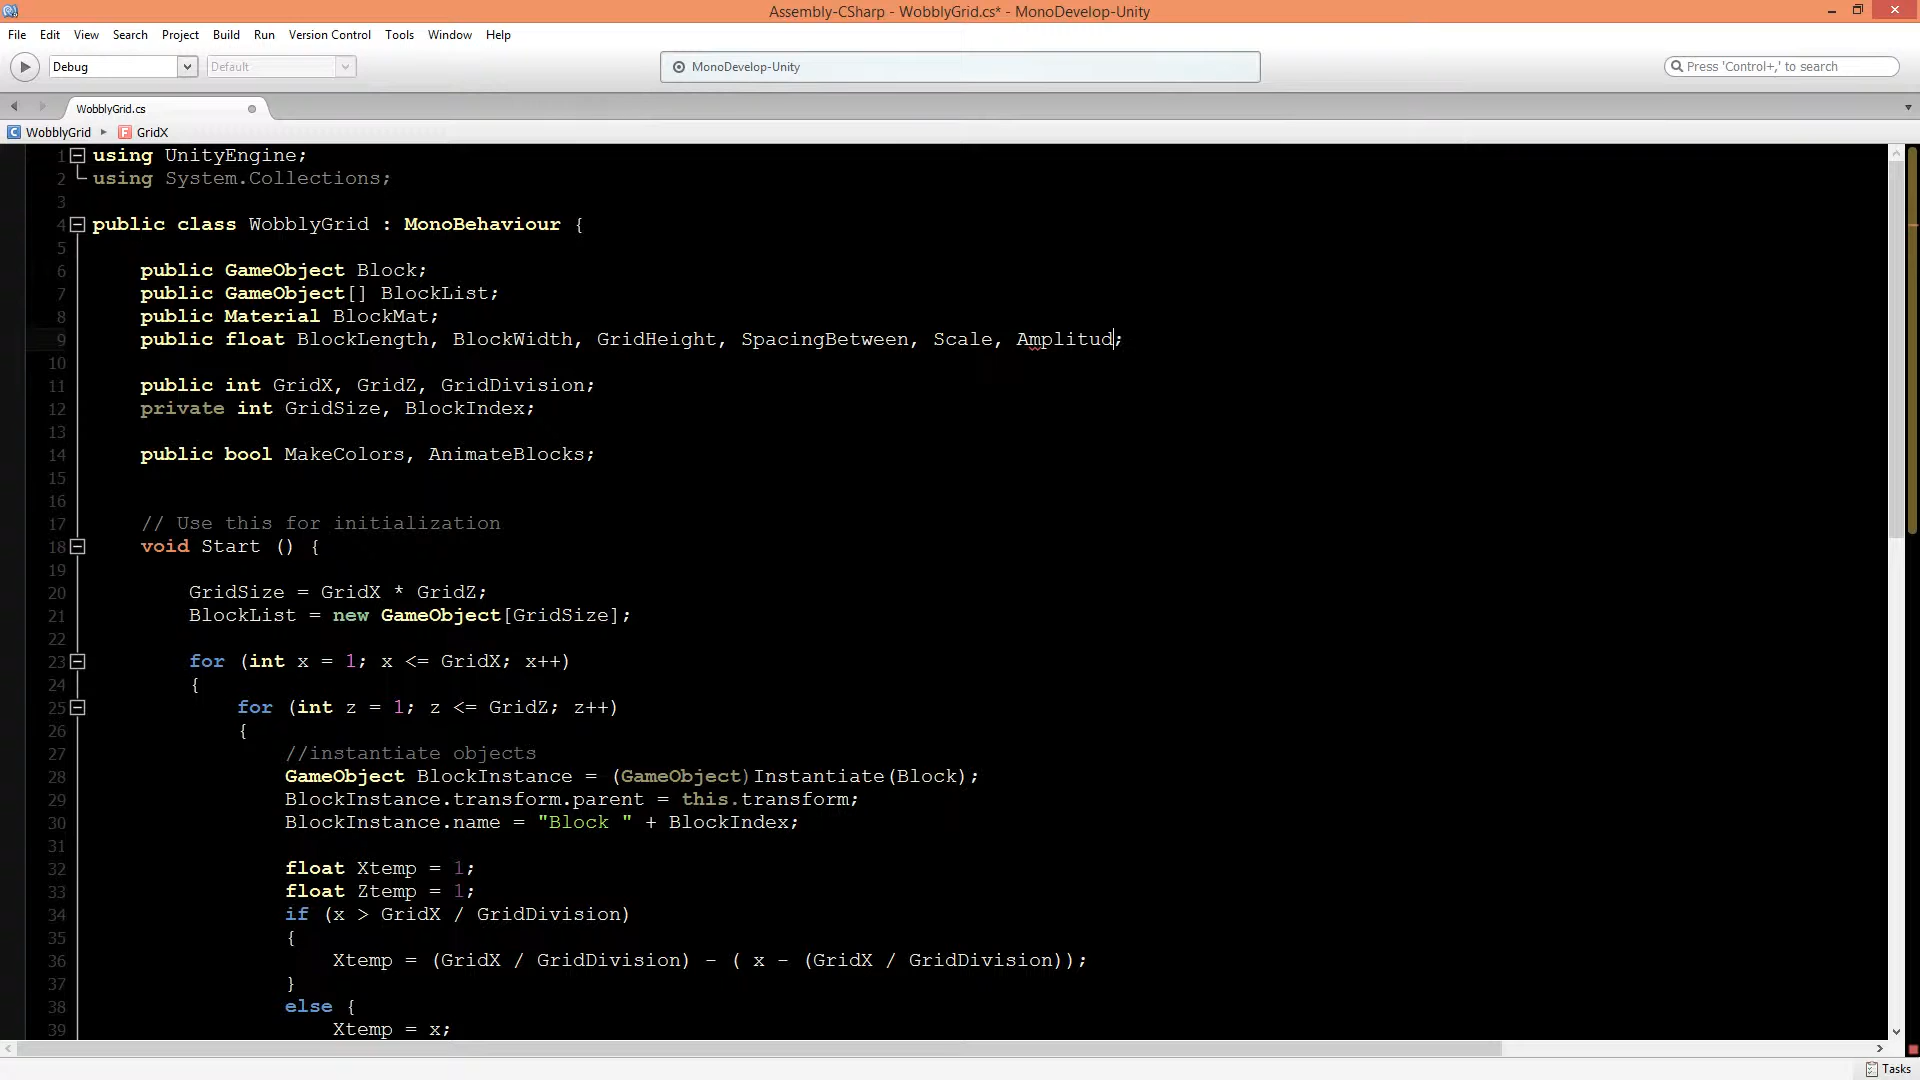 Assembly-CSharp - WobblyGrid.cs* - MonoDevelop-Unity
File Edit View Search Project Build Run Version Control Tools Window Help
Debug Default MonoDevelop-Unity Press 'Control+,' to search
WobblyGrid.cs
WobblyGrid GridX
1 using UnityEngine;
2 using System.Collections;
3
4 public class WobblyGrid : MonoBehaviour {
5
6 public GameObject Block;
7 public GameObject[] BlockList;
8 public Material BlockMat;
9 public float BlockLength, BlockWidth, GridHeight, SpacingBetween, Scale, Amplitud;
10
11 public int GridX, GridZ, GridDivision;
12 private int GridSize, BlockIndex;
13
14 public bool MakeColors, AnimateBlocks;
15
16
17 // Use this for initialization
18 void Start () {
19
20 GridSize = GridX * GridZ;
21 BlockList = new GameObject[GridSize];
22
23 for (int x = 1; x <= GridX; x++)
24 {
25 for (int z = 1; z <= GridZ; z++)
26 {
27 //instantiate objects
28 GameObject BlockInstance = (GameObject)Instantiate(Block);
29 BlockInstance.transform.parent = this.transform;
30 BlockInstance.name = "Block " + BlockIndex;
31
32 float Xtemp = 1;
33 float Ztemp = 1;
34 if (x > GridX / GridDivision)
35 {
36 Xtemp = (GridX / GridDivision) - ( x - (GridX / GridDivision));
37 }
38 else {
39 Xtemp = x;
Tasks